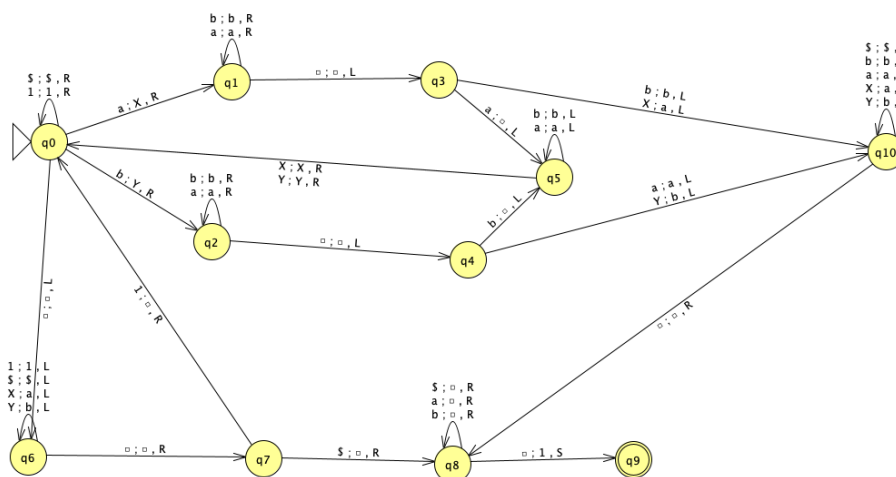 b ; b , R
a ; a , R
$ ; $ , R
1 ; 1 , R
q1
□ ; □ , L
q3
a ; X , R
b ; b , L
X ; a , L
$ ; $ ,
b ; b ,
a ; a ,
X ; a ,
Y ; b ,
q0
a ; □ , L
b ; b , L
a ; a , L
q10
X ; X , R
Y ; Y , R
q5
b ; Y , R
b ; b , R
a ; a , R
a ; a , L
Y ; b , L
q2
□ ; □ , L
b ; □ , L
q4
□ ; □ , L
1 ; □ , R
□ ; □ , R
1 ; 1 , L
$ ; $ , L
X ; a , L
Y ; b , L
$ ; □ , R
a ; □ , R
b ; □ , R
q6
□ ; □ , R
q7
$ ; □ , R
q8
□ ; 1 , S
q9